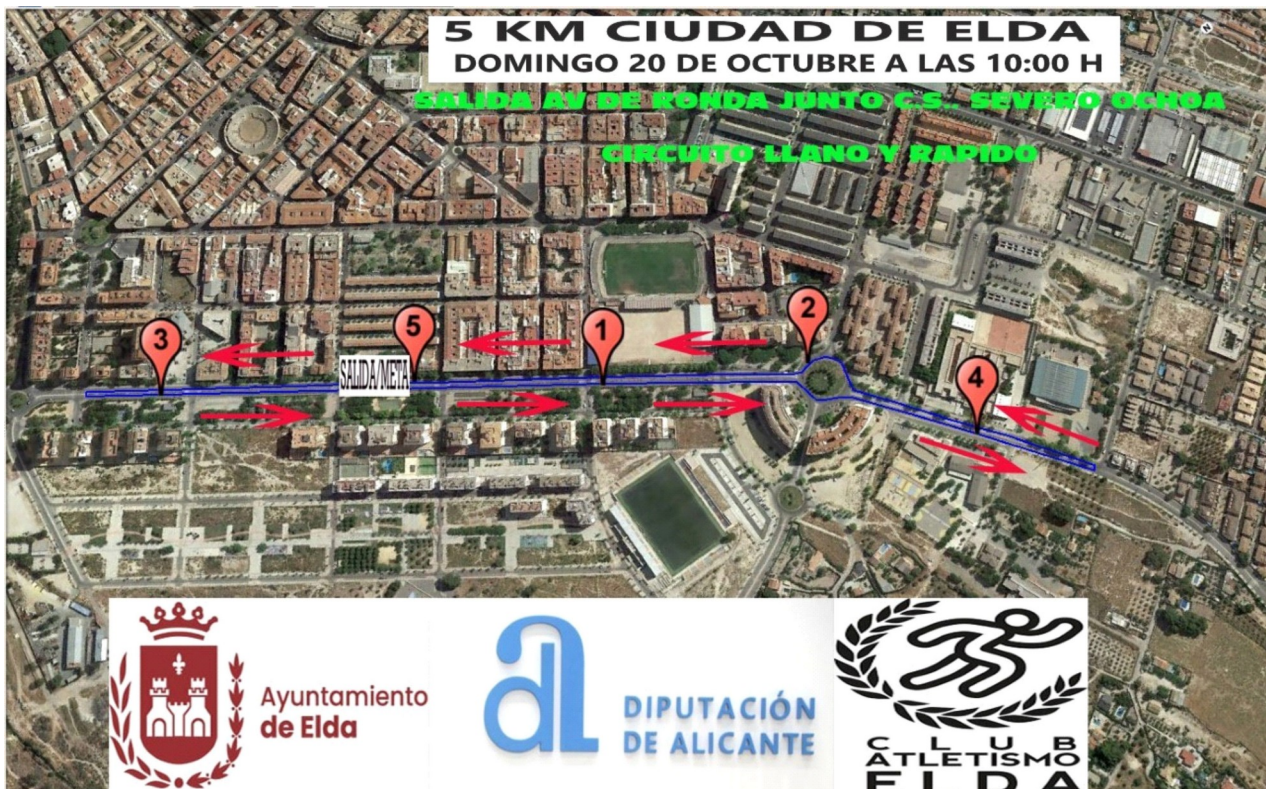 5 KM CIUDAD DE ELDA
DOMINGO 20 DE OCTUBRE A LAS 10:00 H
SALIDA AV DE RONDA JUNTO C.S.. SEVERO OCHOA
CIRCUITO LLANO Y RAPIDO
2
5
1
3
4
SALIDA/META
Ayuntamiento
de Elda
DIPUTACIÓN
DE ALICANTE
CLUB
ATLETISMO
ELDA